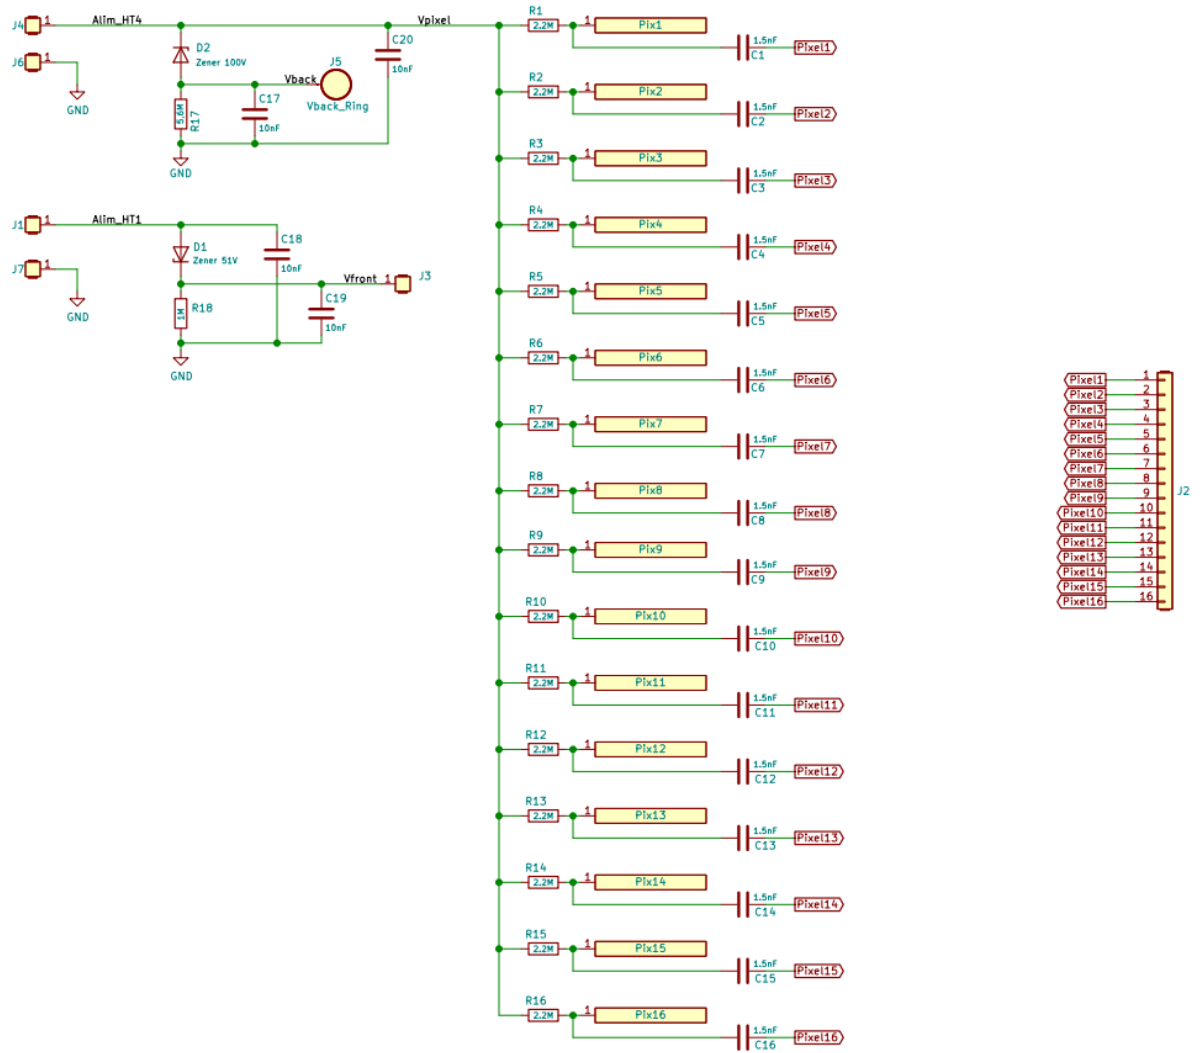 J4 1 Alim_HT4 Vpixel
J6 1 GND
D2
Zener 100V
5.6M R17
C17
10nF
Vback
J5
Vback_Ring
C20
10nF
GND
J1 1 Alim_HT1
J7 1 GND
D1
Zener 51V
1M R18
C18
10nF
Vfront 1 J3
C19
10nF
GND
R1
2.2M 1 Pix1
1.5nF
C1 Pixel1
R2
2.2M 1 Pix2
1.5nF
C2 Pixel2
R3
2.2M 1 Pix3
1.5nF
C3 Pixel3
R4
2.2M 1 Pix4
1.5nF
C4 Pixel4
R5
2.2M 1 Pix5
1.5nF
C5 Pixel5
R6
2.2M 1 Pix6
1.5nF
C6 Pixel6
R7
2.2M 1 Pix7
1.5nF
C7 Pixel7
R8
2.2M 1 Pix8
1.5nF
C8 Pixel8
R9
2.2M 1 Pix9
1.5nF
C9 Pixel9
R10
2.2M 1 Pix10
1.5nF
C10 Pixel10
R11
2.2M 1 Pix11
1.5nF
C11 Pixel11
R12
2.2M 1 Pix12
1.5nF
C12 Pixel12
R13
2.2M 1 Pix13
1.5nF
C13 Pixel13
R14
2.2M 1 Pix14
1.5nF
C14 Pixel14
R15
2.2M 1 Pix15
1.5nF
C15 Pixel15
R16
2.2M 1 Pix16
1.5nF
C16 Pixel16
Pixel1 1
Pixel2 2
Pixel3 3
Pixel4 4
Pixel5 5
Pixel6 6
Pixel7 7
Pixel8 8
Pixel9 9
Pixel10 10
Pixel11 11
Pixel12 12
Pixel13 13
Pixel14 14
Pixel15 15
Pixel16 16
J2